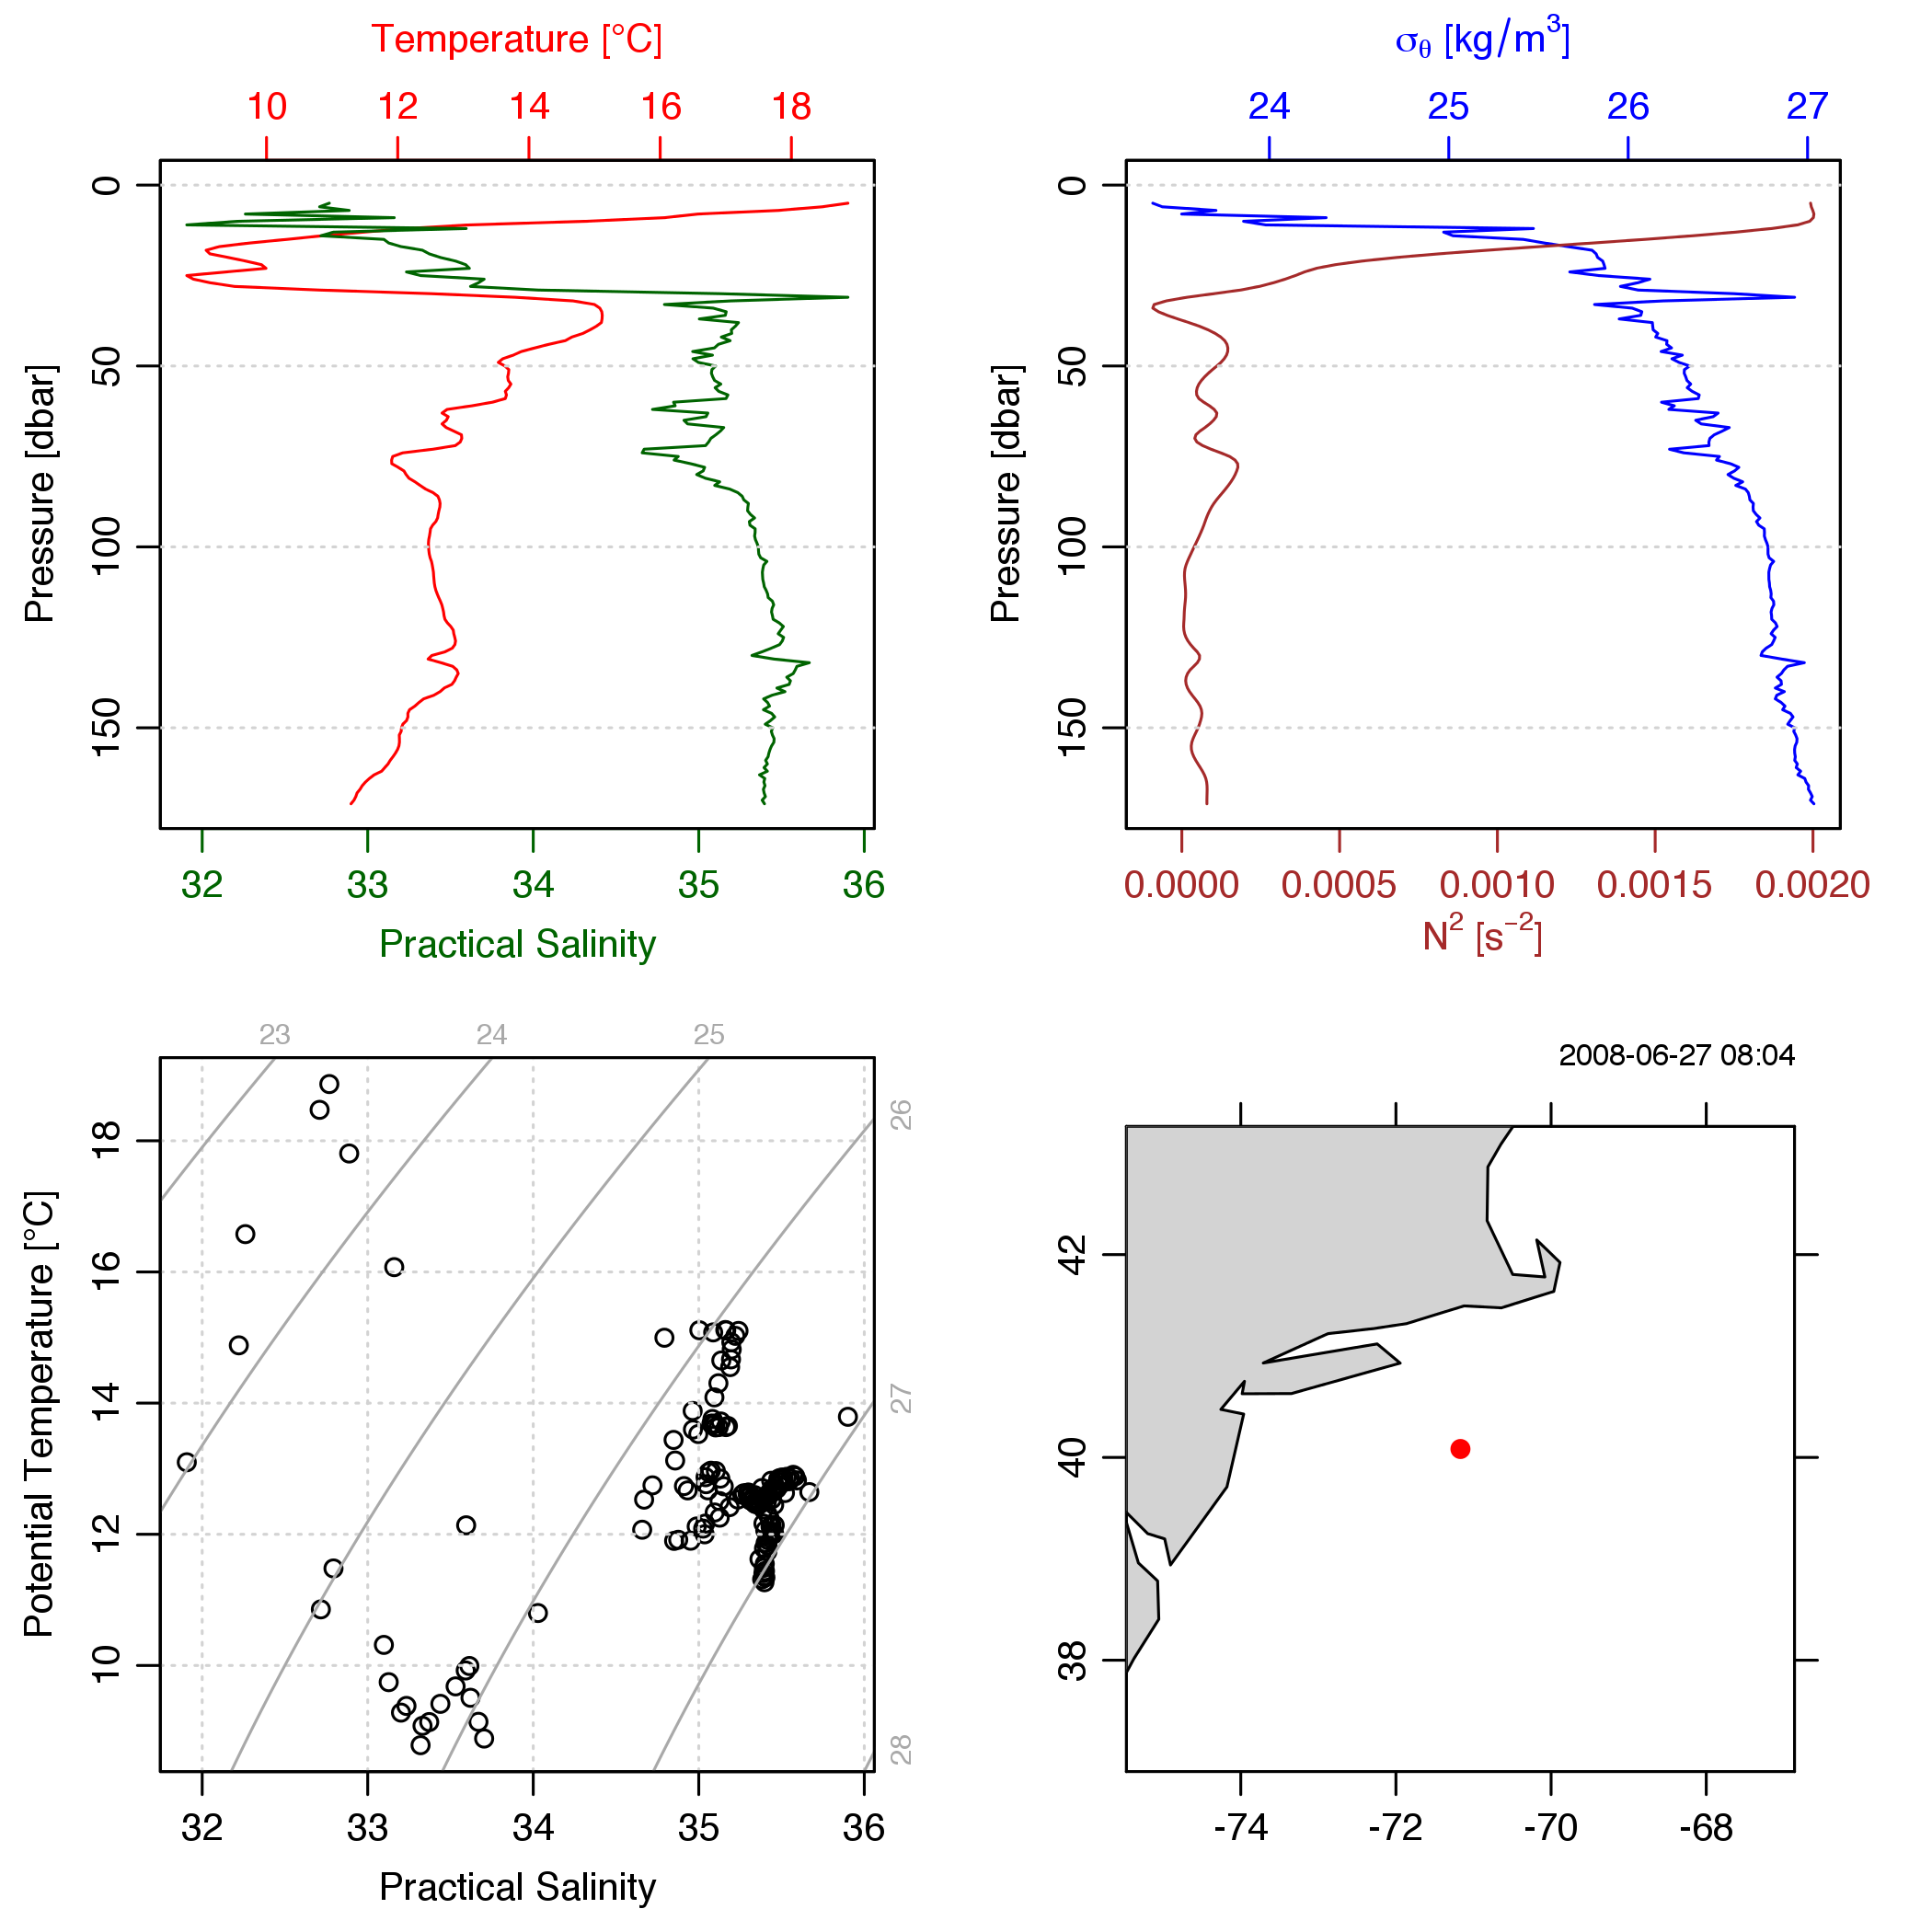 Temperature [°C]
10 12 14 16 18
0
50
100
150
Pressure [dbar]
32 33 34 35 36
Practical Salinity
σθ [kg/m³]
24 25 26 27
0
50
100
150
Pressure [dbar]
0.0000 0.0005 0.0010 0.0015 0.0020
N² [s⁻²]
23 24 25
26
27
28
18
16
14
12
10
Potential Temperature [°C]
32 33 34 35 36
Practical Salinity
2008-06-27 08:04
42
40
38
-74 -72 -70 -68